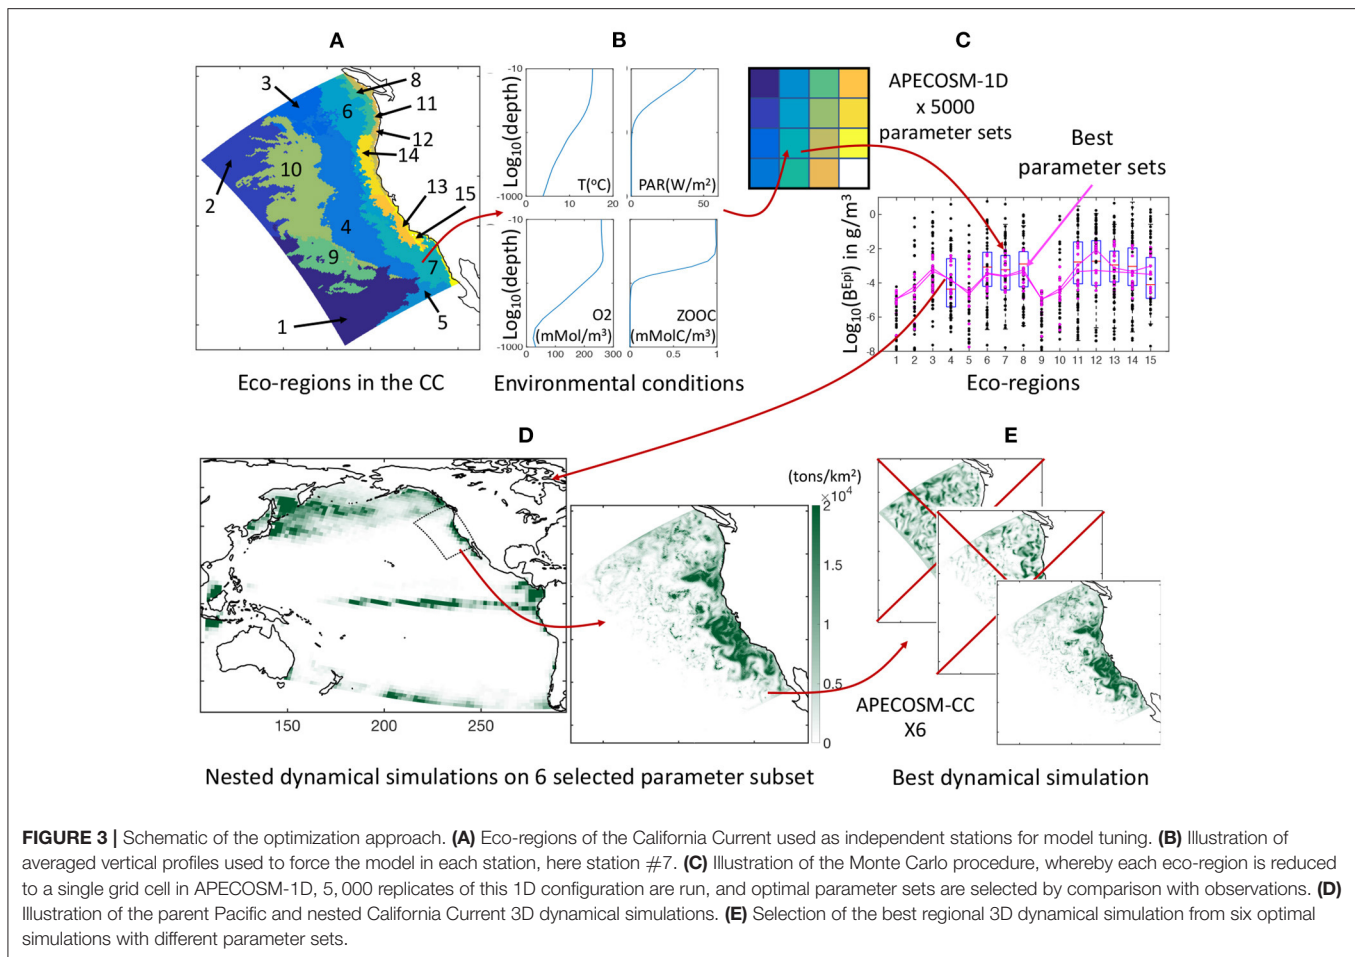 A
B
C
3
8
6
11
12
14
10
2
13
15
4
9
7
1
5
Eco-regions in the CC
-10
-1000
Log₁₀(depth)
T(°C)
0
10
20
PAR(W/m²)
0
50
-10
-1000
Log₁₀(depth)
O2
(mMol/m³)
0
100
200
300
ZOOC
(mMolC/m³)
0
0.5
1
Environmental conditions
APECOSM-1D
x 5000
parameter sets
Best
parameter sets
Log₁₀(Bᴱᵖⁱ) in g/m³
0
-2
-4
-6
-8
1 2 3 4 5 6 7 8 9 10 11 12 13 14 15
Eco-regions
D
E
150 200 250
(tons/km²)
×10⁴
2
1.5
1
0.5
0
Nested dynamical simulations on 6 selected parameter subset
APECOSM-CC
X6
Best dynamical simulation
FIGURE 3 | Schematic of the optimization approach. (A) Eco-regions of the California Current used as independent stations for model tuning. (B) Illustration of
averaged vertical profiles used to force the model in each station, here station #7. (C) Illustration of the Monte Carlo procedure, whereby each eco-region is reduced
to a single grid cell in APECOSM-1D, 5, 000 replicates of this 1D configuration are run, and optimal parameter sets are selected by comparison with observations. (D)
Illustration of the parent Pacific and nested California Current 3D dynamical simulations. (E) Selection of the best regional 3D dynamical simulation from six optimal
simulations with different parameter sets.